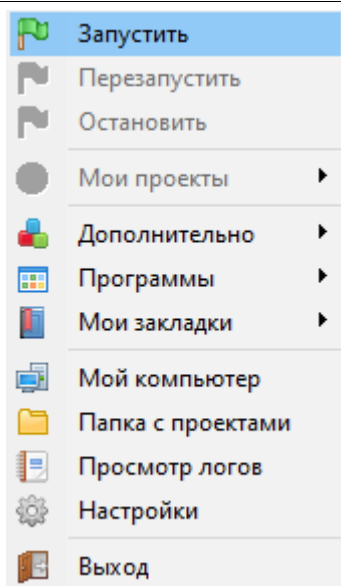 Запустить
Перезапустить
Остановить
Мои проекты
Дополнительно
Программы
Мои закладки
Мой компьютер
Папка с проектами
Просмотр логов
Настройки
Выход